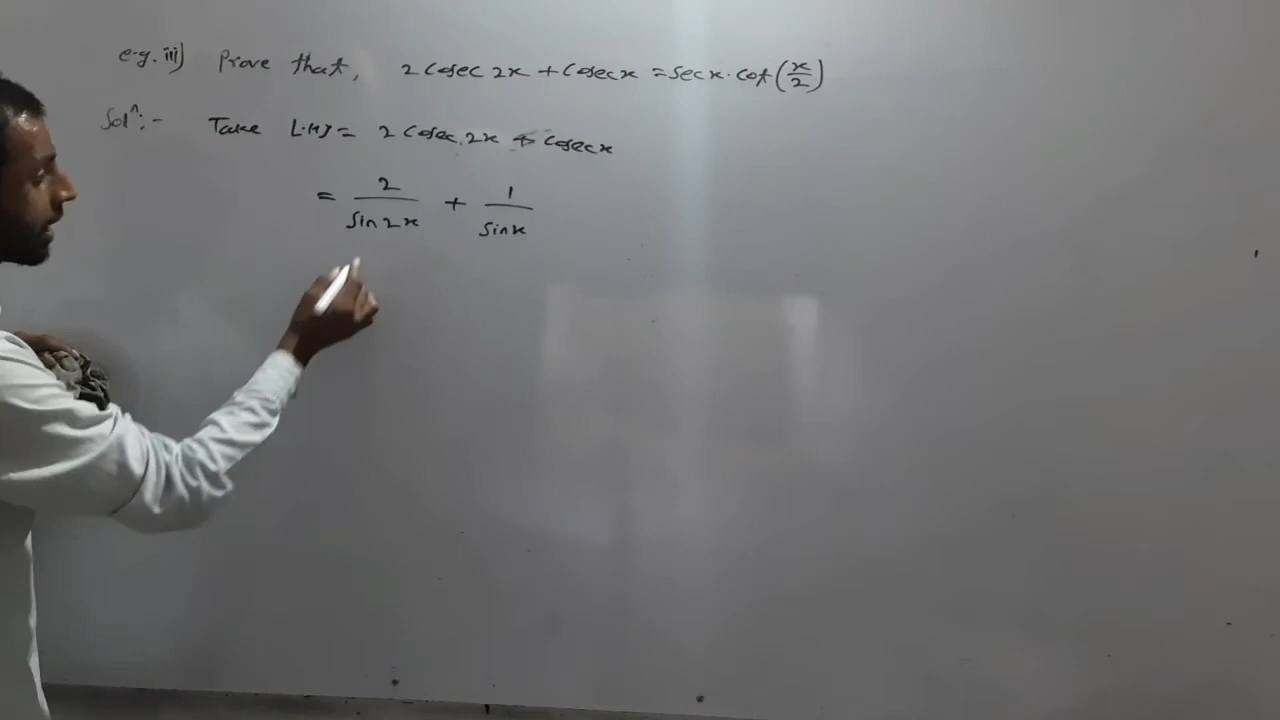 e.g. iii) Prove that, 2 Cosec 2x + Cosec x = sec x · cot (x/2)
Solⁿ:- Take L.H.S = 2 Cosec 2x + Cosec x
= 2/sin 2x + 1/sin x